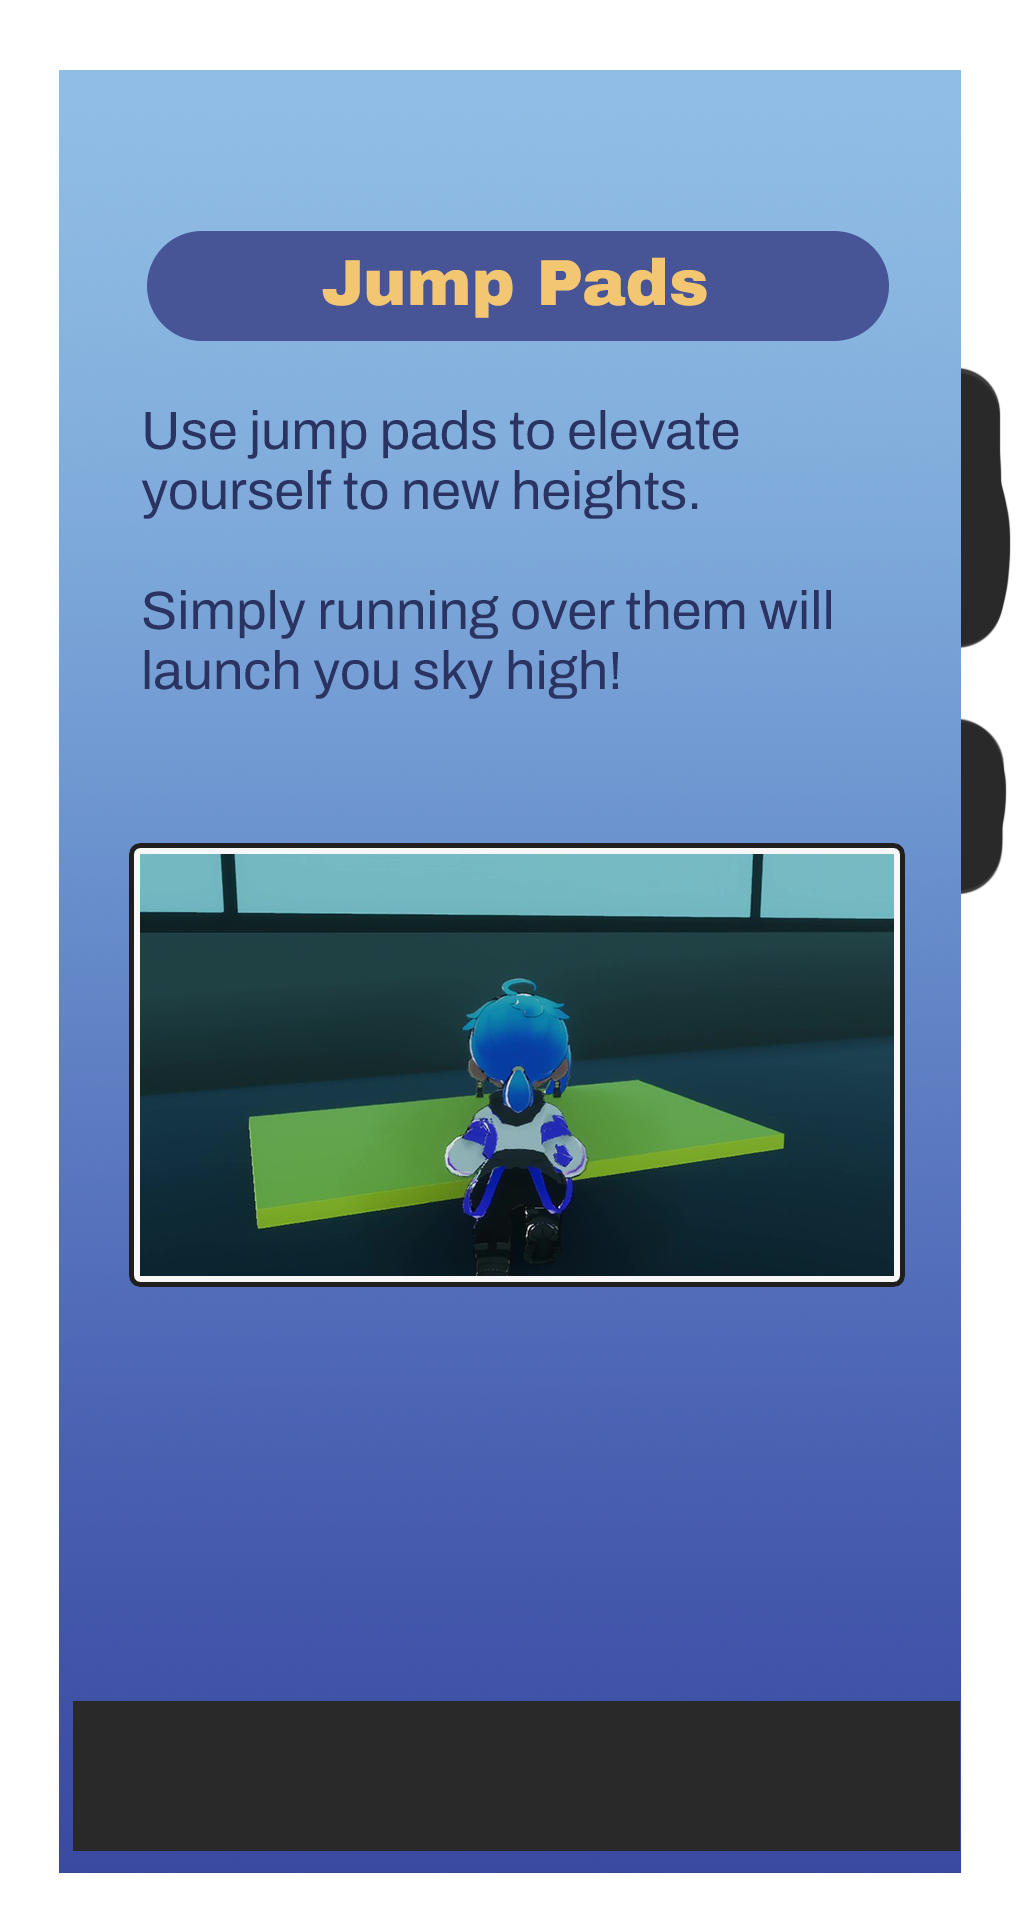 Jump Pads
Use jump pads to elevate
yourself to new heights.
Simply running over them will
launch you sky high!